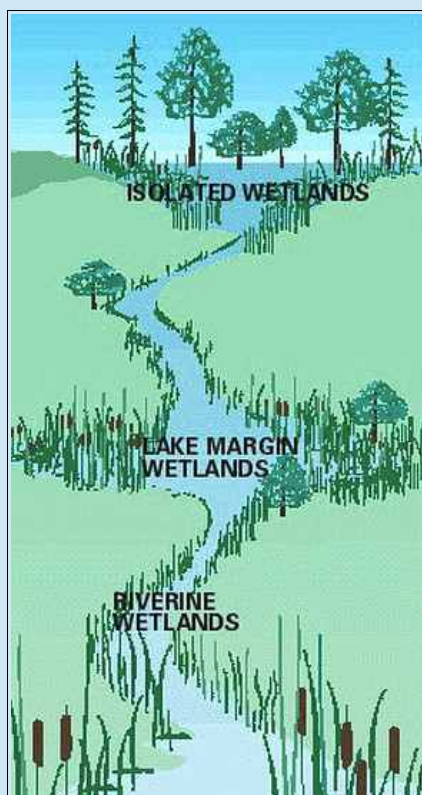 ISOLATED WETLANDS
LAKE MARGIN
WETLANDS
RIVERINE
WETLANDS